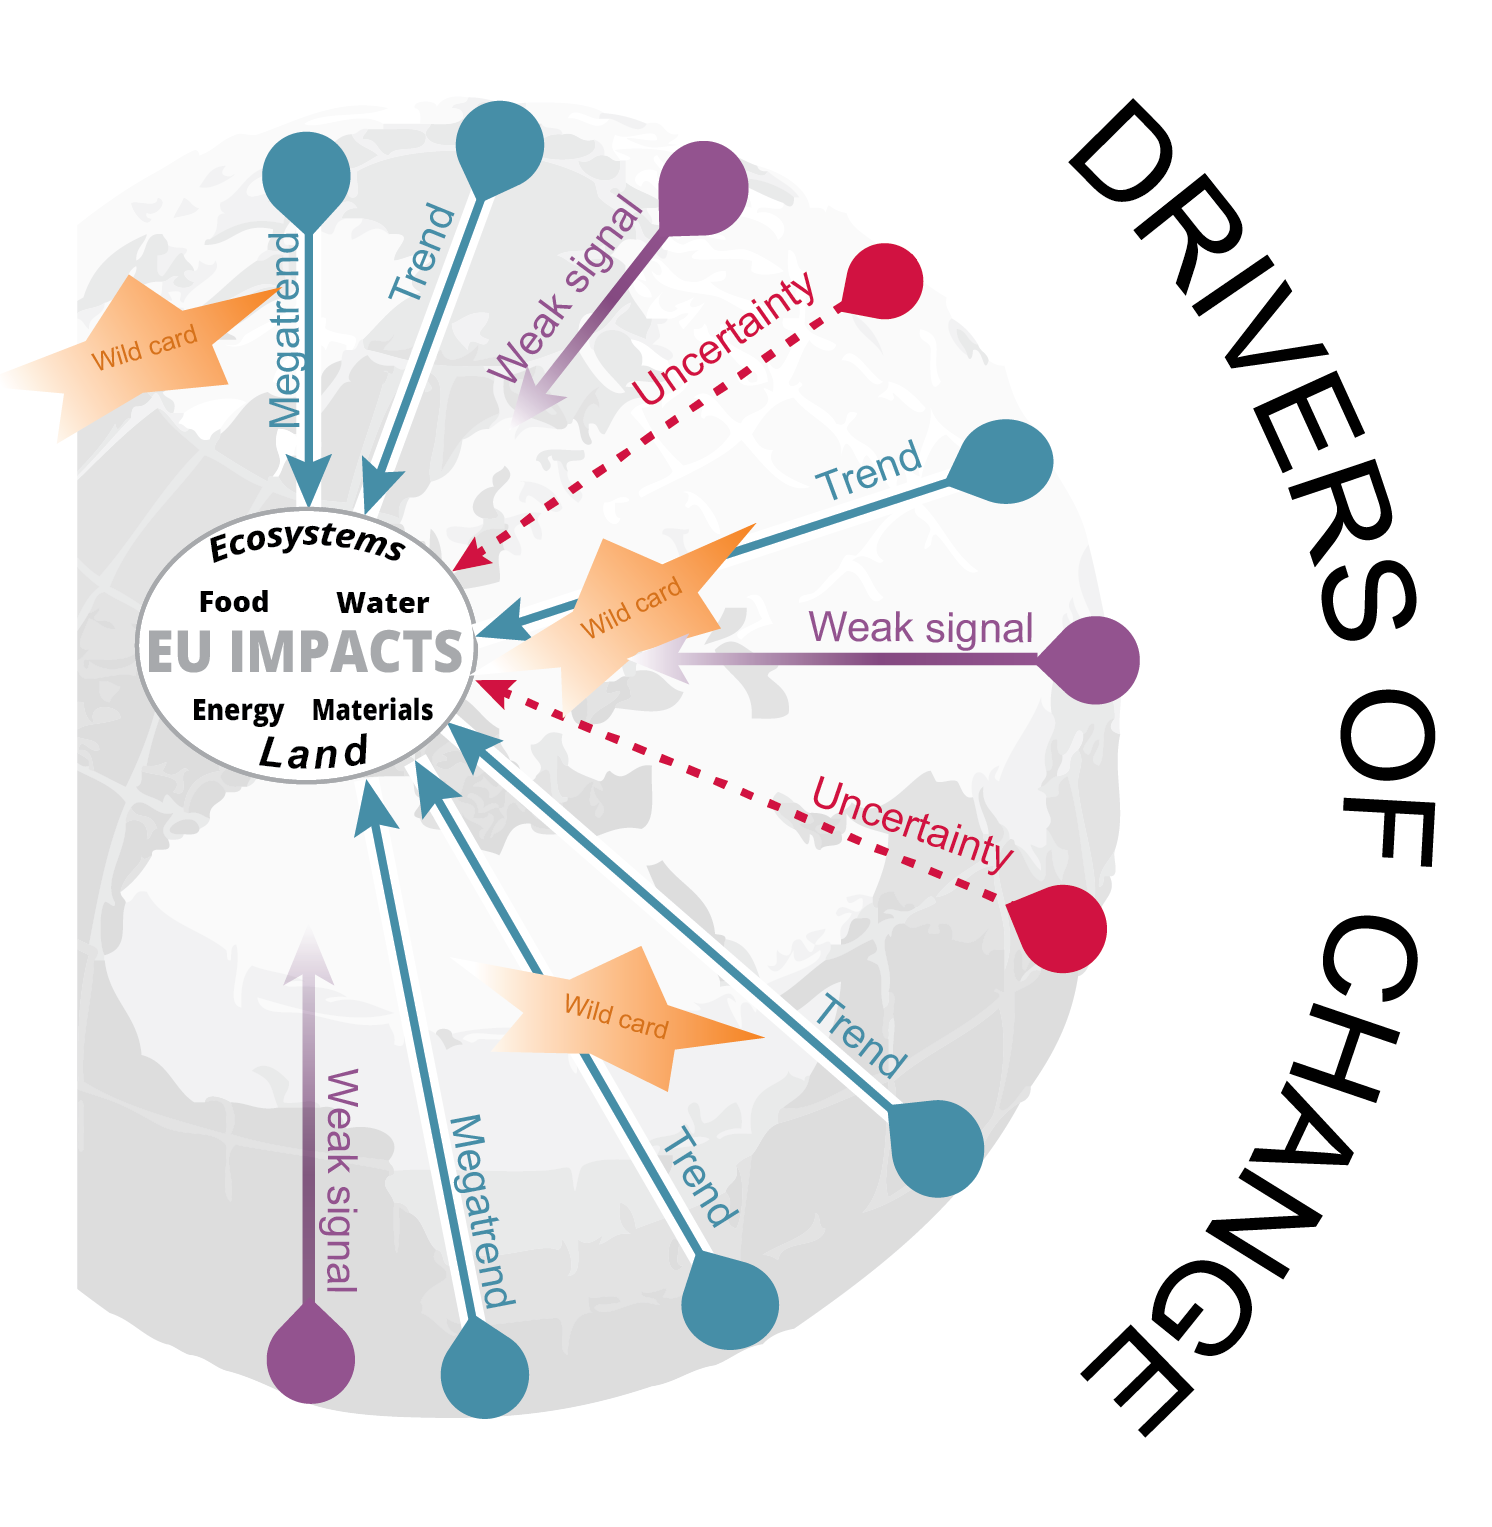 DRIVERS OF CHANGE
Megatrend
Trend
Weak signal
Uncertainty
Wild card
Trend
Wild card
Weak signal
Ecosystems
Food Water
EU IMPACTS
Energy Materials
Land
Uncertainty
Trend
Wild card
Trend
Megatrend
Weak signal